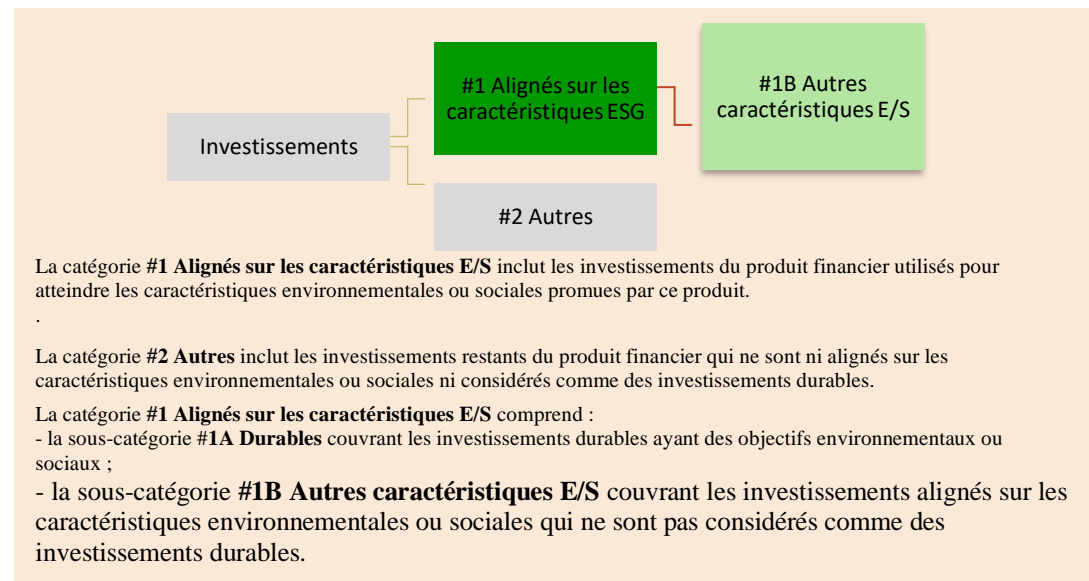 #1 Alignés sur les
caractéristiques ESG
#1B Autres
caractéristiques E/S
Investissements
#2 Autres
La catégorie #1 Alignés sur les caractéristiques E/S inclut les investissements du produit financier utilisés pour
atteindre les caractéristiques environnementales ou sociales promues par ce produit.
.
La catégorie #2 Autres inclut les investissements restants du produit financier qui ne sont ni alignés sur les
caractéristiques environnementales ou sociales ni considérés comme des investissements durables.
La catégorie #1 Alignés sur les caractéristiques E/S comprend :
- la sous-catégorie #1A Durables couvrant les investissements durables ayant des objectifs environnementaux ou
sociaux ;
- la sous-catégorie #1B Autres caractéristiques E/S couvrant les investissements alignés sur les
caractéristiques environnementales ou sociales qui ne sont pas considérés comme des
investissements durables.